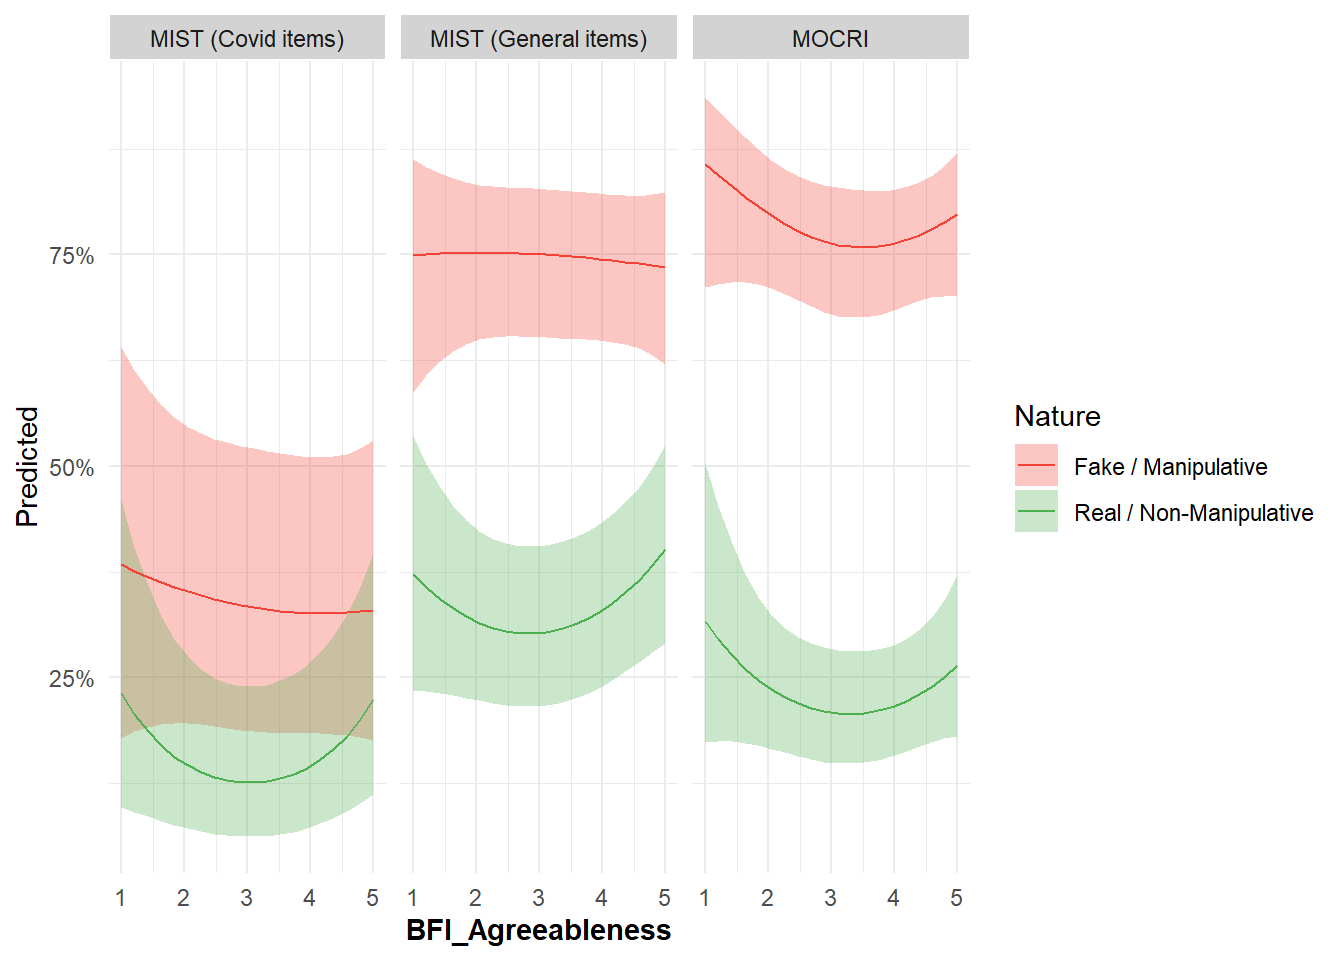 MIST (Covid items) MIST (General items) MOCRI
75%
50%
25%
Predicted
1 2 3 4 5 1 2 3 4 5 1 2 3 4 5
BFI_Agreeableness
Nature
Fake / Manipulative
Real / Non-Manipulative